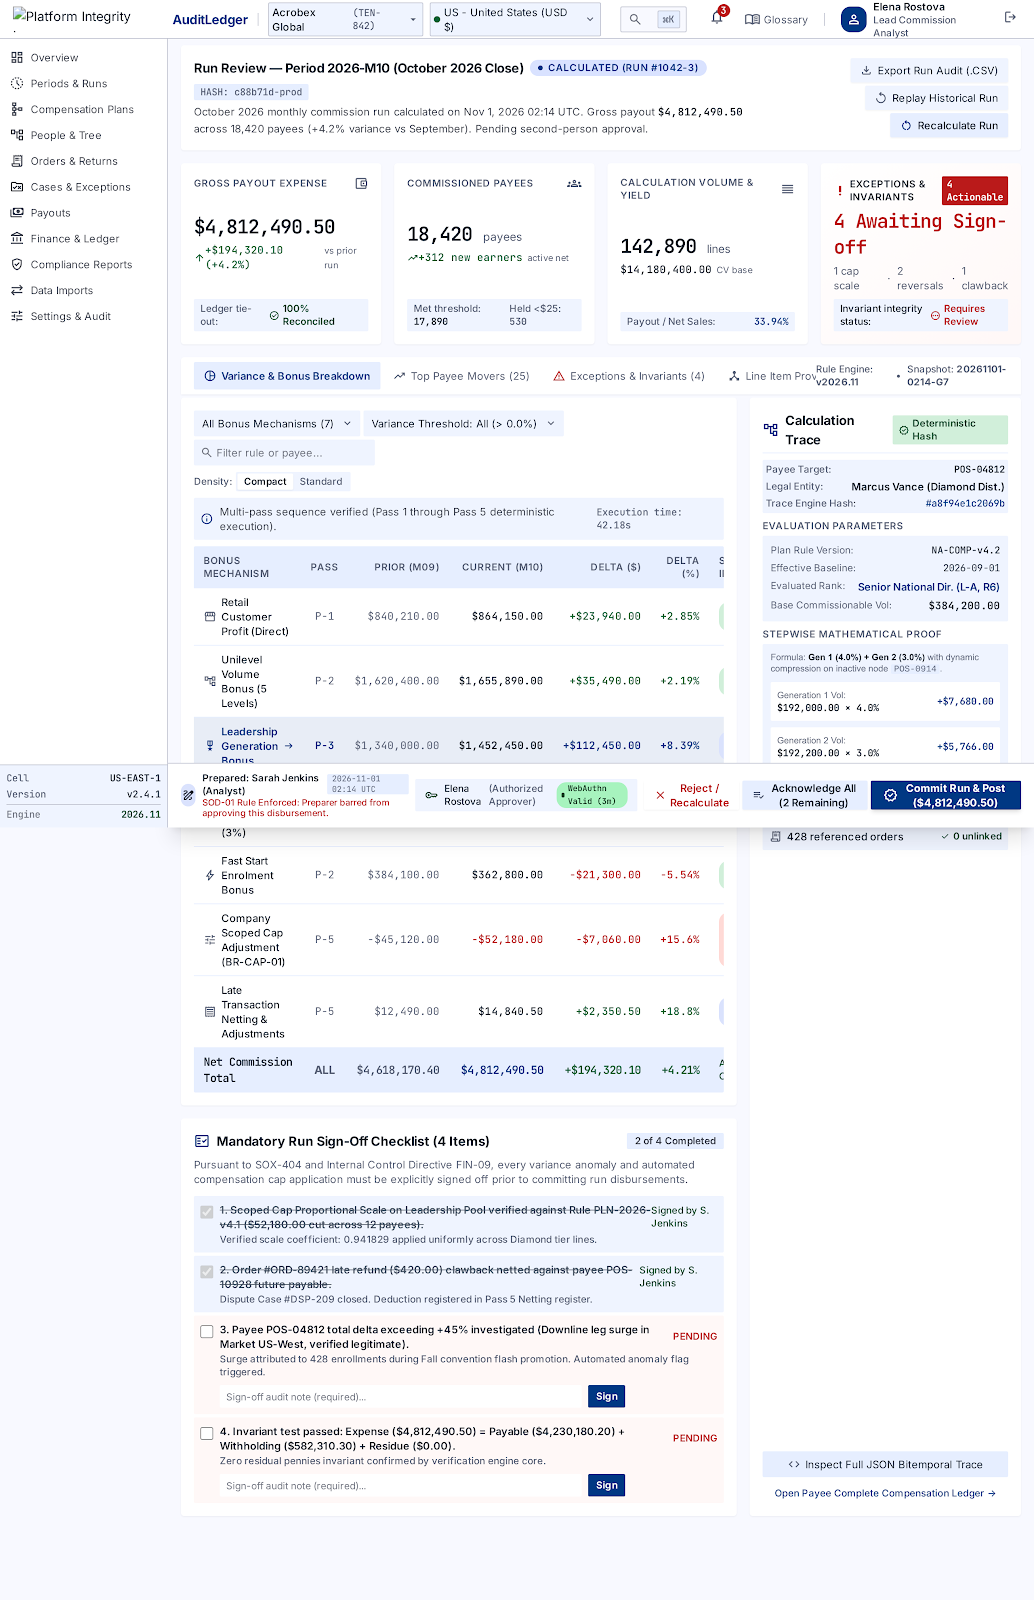 Platform Integrity
AuditLedger
Acrobex Global
(TEN-842)
US - United States (USD $)
⌘K
3
Glossary
Elena Rostova
Lead Commission Analyst
Overview
Periods & Runs
Compensation Plans
People & Tree
Orders & Returns
Cases & Exceptions
Payouts
Finance & Ledger
Compliance Reports
Data Imports
Settings & Audit
Cell US-EAST-1
Version v2.4.1
Engine 2026.11
Run Review — Period 2026-M10 (October 2026 Close)
• CALCULATED (RUN #1042-3)
HASH: c88b71d-prod
October 2026 monthly commission run calculated on Nov 1, 2026 02:14 UTC. Gross payout $4,812,490.50
across 18,420 payees (+4.2% variance vs September). Pending second-person approval.
Export Run Audit (.CSV)
Replay Historical Run
Recalculate Run
GROSS PAYOUT EXPENSE
$4,812,490.50
+$194,320.10 (+4.2%)
vs prior run
Ledger tie-out:
100% Reconciled
COMMISSIONED PAYEES
18,420 payees
+312 new earners active net
Met threshold: 17,890
Held <$25: 530
CALCULATION VOLUME & YIELD
142,890 lines
$14,180,400.00 CV base
Payout / Net Sales: 33.94%
EXCEPTIONS & INVARIANTS
4 Actionable
4 Awaiting Sign-off
1 cap scale · 2 reversals · 1 clawback
Invariant integrity status:
Requires Review
Variance & Bonus Breakdown
Top Payee Movers (25)
Exceptions & Invariants (4)
Line Item Prov
Rule Engine: v2026.11
• Snapshot: 20261101-0214-G7
All Bonus Mechanisms (7)
Variance Threshold: All (> 0.0%)
Filter rule or payee...
Density: Compact Standard
Multi-pass sequence verified (Pass 1 through Pass 5 deterministic execution).
Execution time: 42.18s
BONUS MECHANISM PASS PRIOR (M09) CURRENT (M10) DELTA ($) DELTA (%)
Retail Customer Profit (Direct) P-1 $840,210.00 $864,150.00 +$23,940.00 +2.85%
Unilevel Volume Bonus (5 Levels) P-2 $1,620,400.00 $1,655,890.00 +$35,490.00 +2.19%
Leadership Generation → Bonus P-3 $1,340,000.00 $1,452,450.00 +$112,450.00 +8.39%
Prepared: Sarah Jenkins (Analyst)
2026-11-01 02:14 UTC
SOD-01 Rule Enforced: Preparer barred from approving this disbursement.
Elena Rostova
(Authorized Approver)
WebAuthn Valid (3m)
Reject / Recalculate
Acknowledge All (2 Remaining)
Commit Run & Post ($4,812,490.50)
(3%)
Fast Start Enrolment Bonus P-2 $384,100.00 $362,800.00 -$21,300.00 -5.54%
Company Scoped Cap Adjustment (BR-CAP-01) P-5 -$45,120.00 -$52,180.00 -$7,060.00 +15.6%
Late Transaction Netting & Adjustments P-5 $12,490.00 $14,840.50 +$2,350.50 +18.8%
Net Commission Total ALL $4,618,170.40 $4,812,490.50 +$194,320.10 +4.21%
Mandatory Run Sign-Off Checklist (4 Items)
2 of 4 Completed
Pursuant to SOX-404 and Internal Control Directive FIN-09, every variance anomaly and automated
compensation cap application must be explicitly signed off prior to committing run disbursements.
1. Scoped Cap Proportional Scale on Leadership Pool verified against Rule PLN-2026-
v4.1 ($52,180.00 cut across 12 payees).
Signed by S. Jenkins
Verified scale coefficient: 0.941829 applied uniformly across Diamond tier lines.
2. Order #ORD-89421 late refund ($420.00) clawback netted against payee POS-
10928 future payable.
Signed by S. Jenkins
Dispute Case #DSP-209 closed. Deduction registered in Pass 5 Netting register.
3. Payee POS-04812 total delta exceeding +45% investigated (Downline leg surge in
Market US-West, verified legitimate).
PENDING
Surge attributed to 428 enrollments during Fall convention flash promotion. Automated anomaly flag
triggered.
Sign-off audit note (required)...
Sign
4. Invariant test passed: Expense ($4,812,490.50) = Payable ($4,230,180.20) +
Withholding ($582,310.30) + Residue ($0.00).
PENDING
Zero residual pennies invariant confirmed by verification engine core.
Sign-off audit note (required)...
Sign
Calculation Trace
Deterministic Hash
Payee Target: POS-04812
Legal Entity: Marcus Vance (Diamond Dist.)
Trace Engine Hash: #a8f94e1c2069b
EVALUATION PARAMETERS
Plan Rule Version: NA-COMP-v4.2
Effective Baseline: 2026-09-01
Evaluated Rank: Senior National Dir. (L-A, R6)
Base Commissionable Vol: $384,200.00
STEPWISE MATHEMATICAL PROOF
Formula: Gen 1 (4.0%) + Gen 2 (3.0%) with dynamic
compression on inactive node POS-0914 .
Generation 1 Vol:
$192,000.00 × 4.0% +$7,680.00
Generation 2 Vol:
$192,200.00 × 3.0% +$5,766.00
428 referenced orders
0 unlinked
Inspect Full JSON Bitemporal Trace
Open Payee Complete Compensation Ledger →